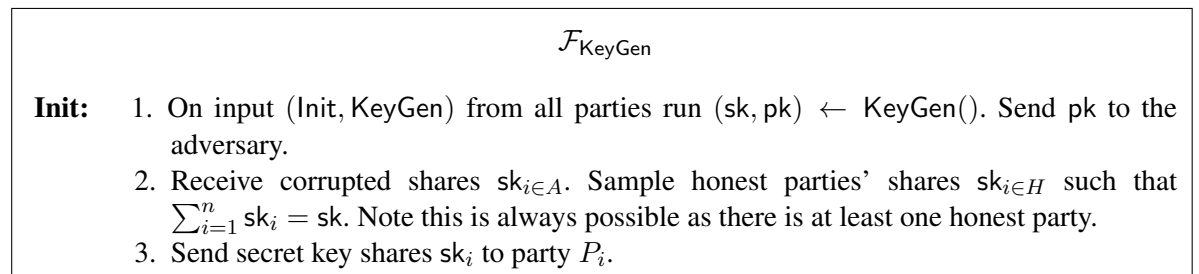 𝓕_KeyGen
Init: 1. On input (Init, KeyGen) from all parties run (sk, pk) ← KeyGen(). Send pk to the
adversary.
2. Receive corrupted shares sk_{i∈A}. Sample honest parties' shares sk_{i∈H} such that
∑_{i=1}^{n} sk_i = sk. Note this is always possible as there is at least one honest party.
3. Send secret key shares sk_i to party P_i.